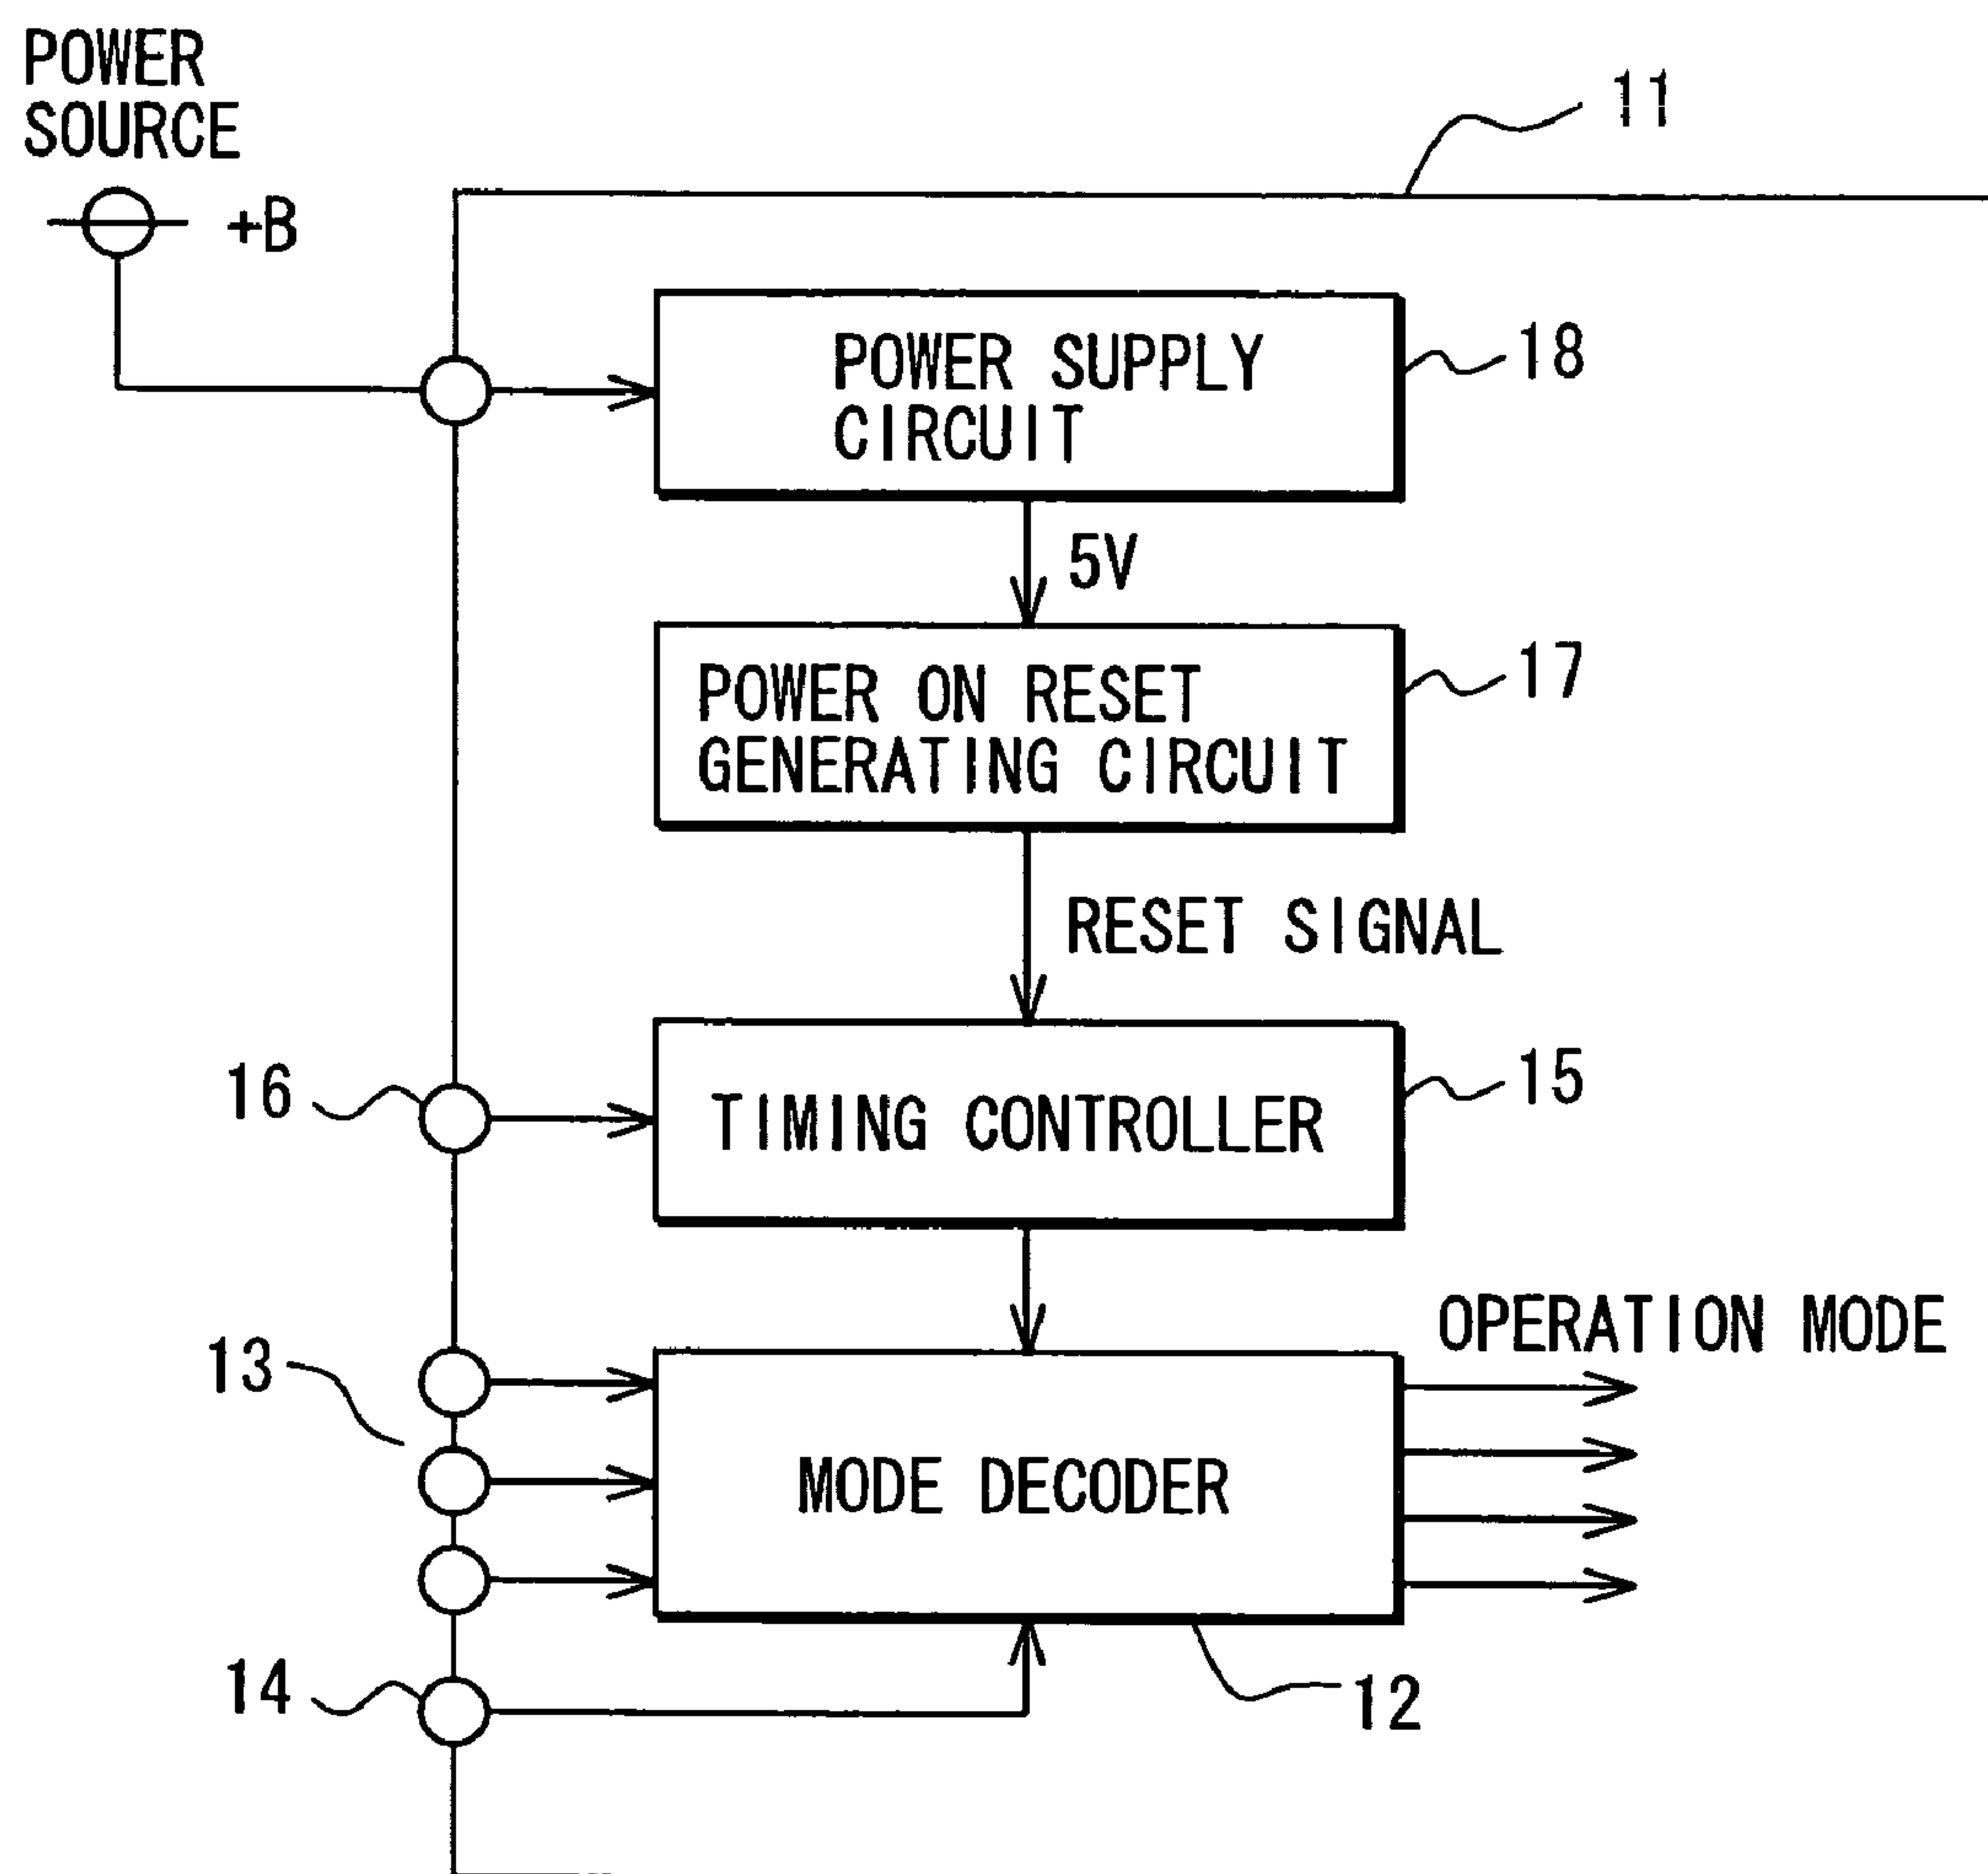 POWER
SOURCE
+B
11
POWER SUPPLY
CIRCUIT
18
5V
POWER ON RESET
GENERATING CIRCUIT
17
RESET SIGNAL
16
TIMING CONTROLLER
15
OPERATION MODE
13
MODE DECODER
14
12